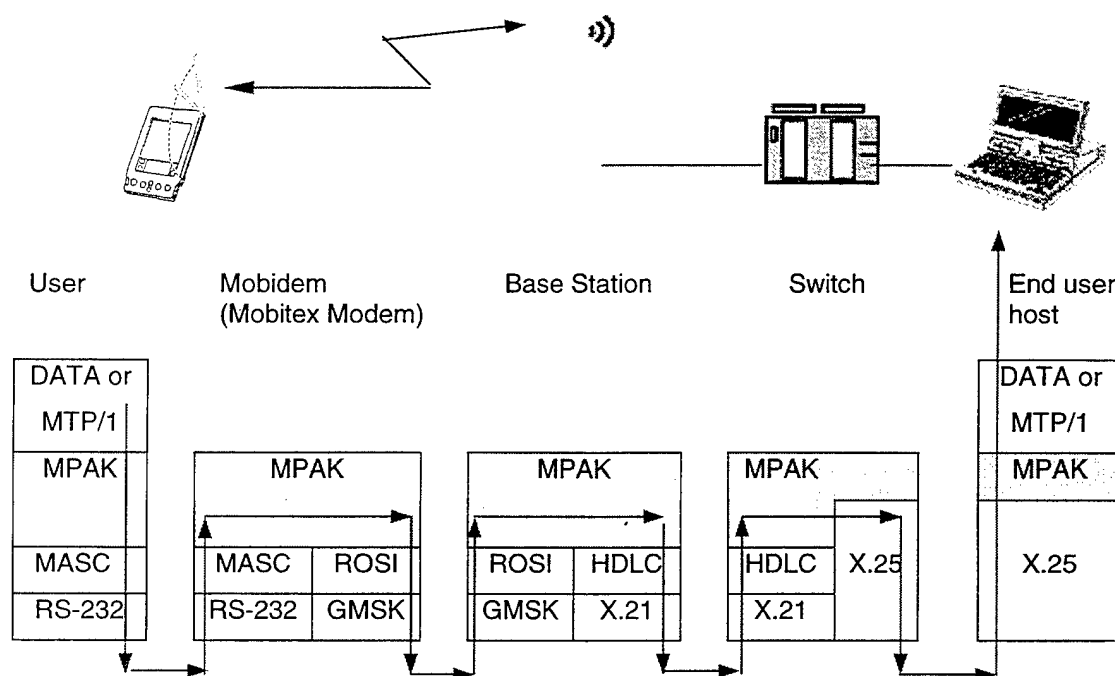 User
Mobidem
(Mobitex Modem)
Base Station
Switch
End user
host
DATA or
MTP/1
MPAK
MASC
RS-232
MPAK
MASC
ROSI
RS-232
GMSK
MPAK
ROSI
HDLC
GMSK
X.21
MPAK
HDLC
X.25
X.21
DATA or
MTP/1
MPAK
X.25